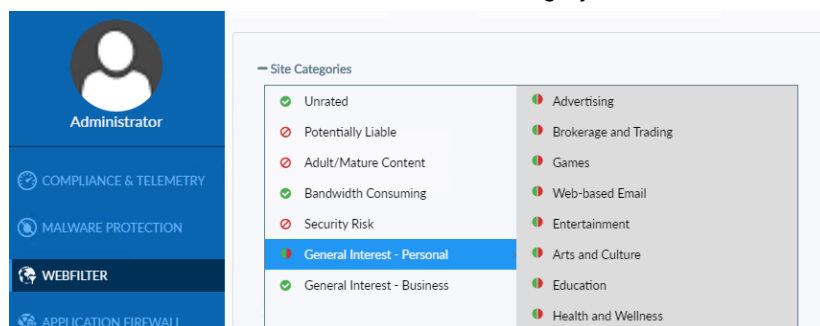 Administrator
COMPLIANCE & TELEMETRY
MALWARE PROTECTION
WEBFILTER
APPLICATION FIREWALL
Site Categories
Unrated
Potentially Liable
Adult/Mature Content
Bandwidth Consuming
Security Risk
General Interest - Personal
General Interest - Business
Advertising
Brokerage and Trading
Games
Web-based Email
Entertainment
Arts and Culture
Education
Health and Wellness